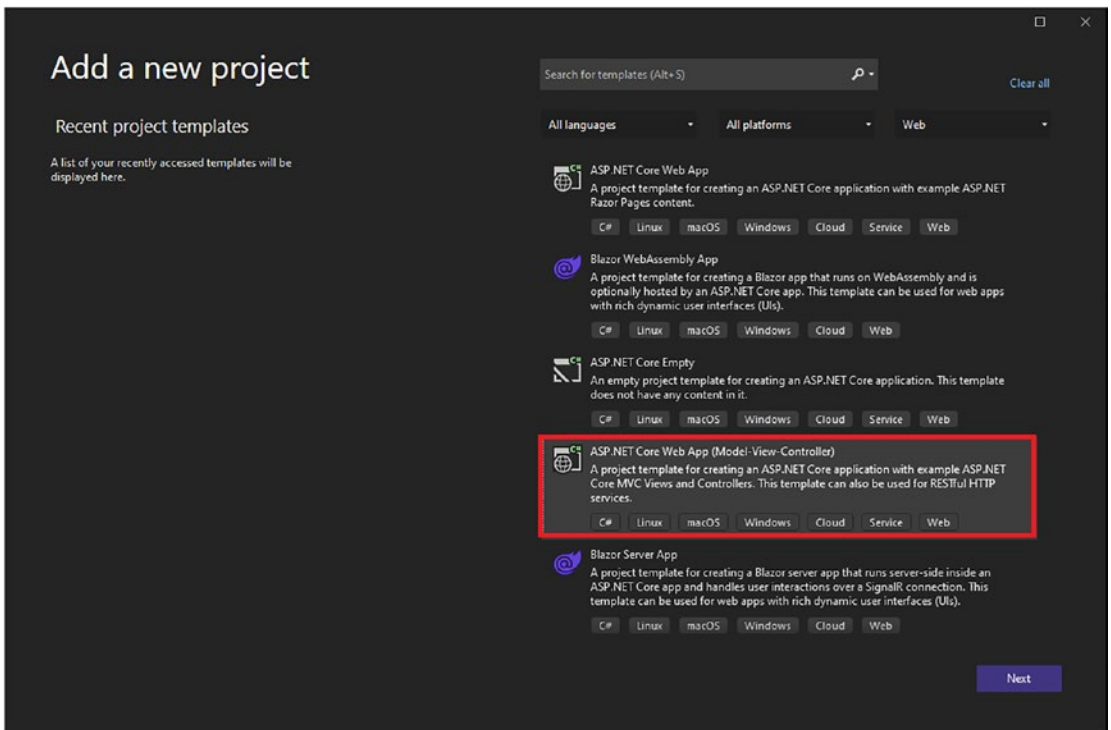 Add a new project
Recent project templates
A list of your recently accessed templates will be
displayed here.
Search for templates (Alt+S)
Clear all
All languages
All platforms
Web
ASP.NET Core Web App
A project template for creating an ASP.NET Core application with example ASP.NET
Razor Pages content.
C# Linux macOS Windows Cloud Service Web
Blazor WebAssembly App
A project template for creating a Blazor app that runs on WebAssembly and is
optionally hosted by an ASP.NET Core app. This template can be used for web apps
with rich dynamic user interfaces (UIs).
C# Linux macOS Windows Cloud Web
ASP.NET Core Empty
An empty project template for creating an ASP.NET Core application. This template
does not have any content in it.
C# Linux macOS Windows Cloud Service Web
ASP.NET Core Web App (Model-View-Controller)
A project template for creating an ASP.NET Core application with example ASP.NET
Core MVC Views and Controllers. This template can also be used for RESTful HTTP
services.
C# Linux macOS Windows Cloud Service Web
Blazor Server App
A project template for creating a Blazor server app that runs server-side inside an
ASP.NET Core app and handles user interactions over a SignalR connection. This
template can be used for web apps with rich dynamic user interfaces (UIs).
C# Linux macOS Windows Cloud Web
Next